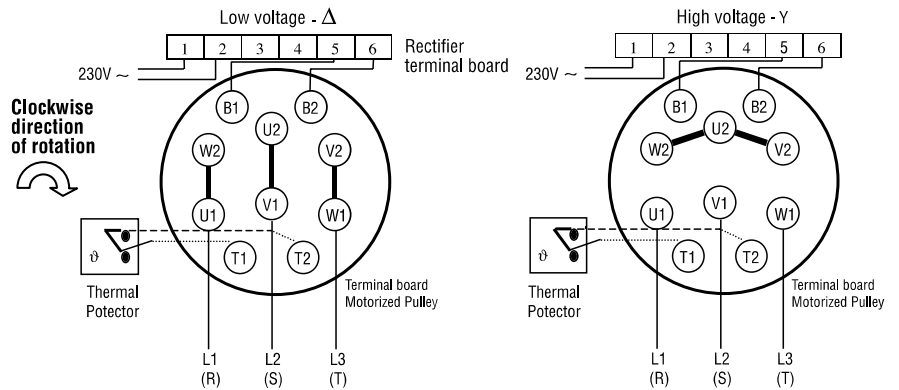 Low voltage - Δ
1 2 3 4 5 6
Rectifier
terminal board
230V ~
Clockwise
direction
of rotation
B1 B2
U2
W2 V2
V1
U1 W1
T1 T2
ϑ
Thermal
Potector
Terminal board
Motorized Pulley
L1 L2 L3
(R) (S) (T)
High voltage - Y
1 2 3 4 5 6
230V ~
B1 B2
U2
W2 V2
V1
U1 W1
T1 T2
ϑ
Thermal
Potector
Terminal board
Motorized Pulley
L1 L2 L3
(R) (S) (T)